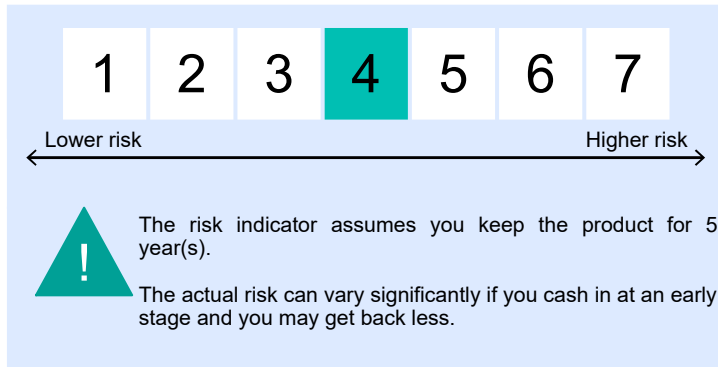 1 2 3 4 5 6 7
Lower risk Higher risk
!
The risk indicator assumes you keep the product for 5
year(s).
The actual risk can vary significantly if you cash in at an early
stage and you may get back less.